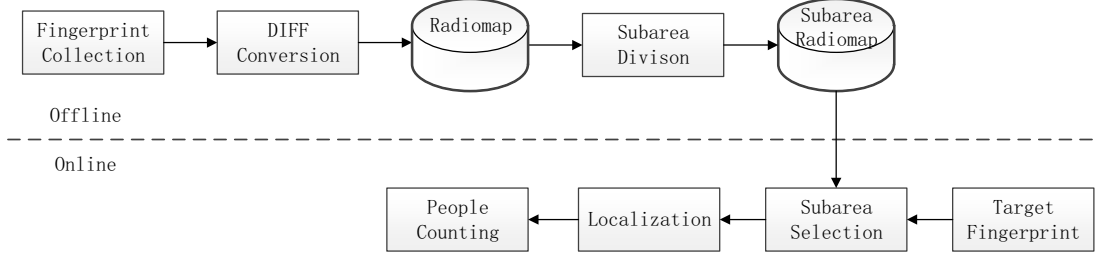 Fingerprint
Collection
DIFF
Conversion
Radiomap
Subarea
Divison
Subarea
Radiomap
Offline
Online
People
Counting
Localization
Subarea
Selection
Target
Fingerprint